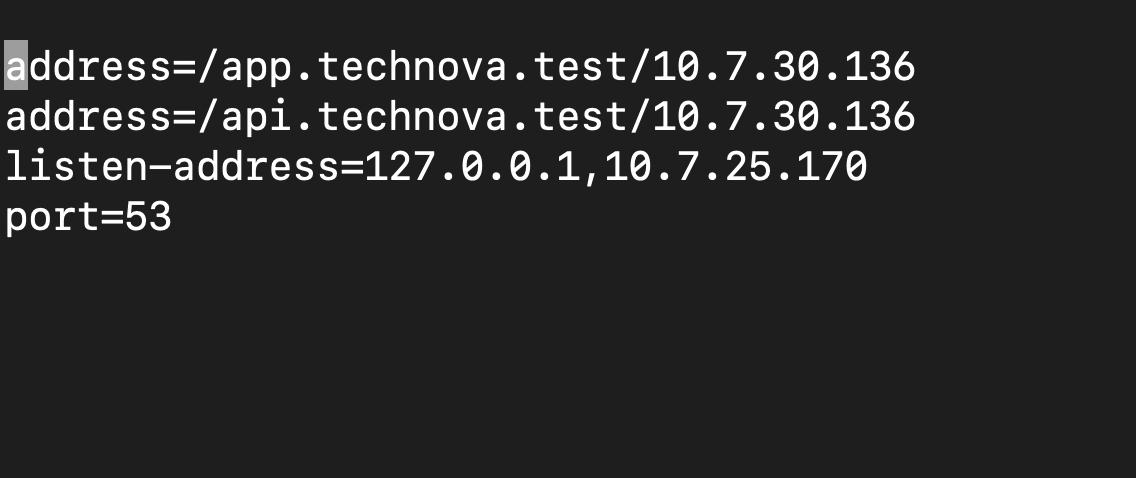 address=/app.technova.test/10.7.30.136
address=/api.technova.test/10.7.30.136
listen-address=127.0.0.1,10.7.25.170
port=53